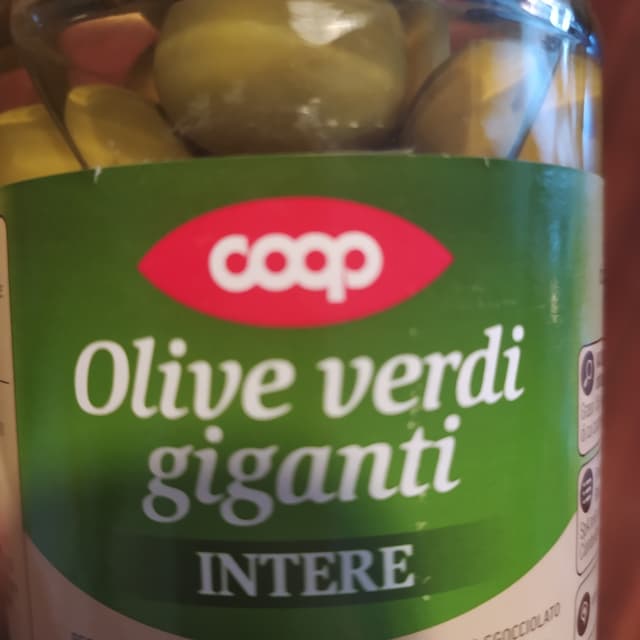 coop
Olive verdi
giganti
INTERE